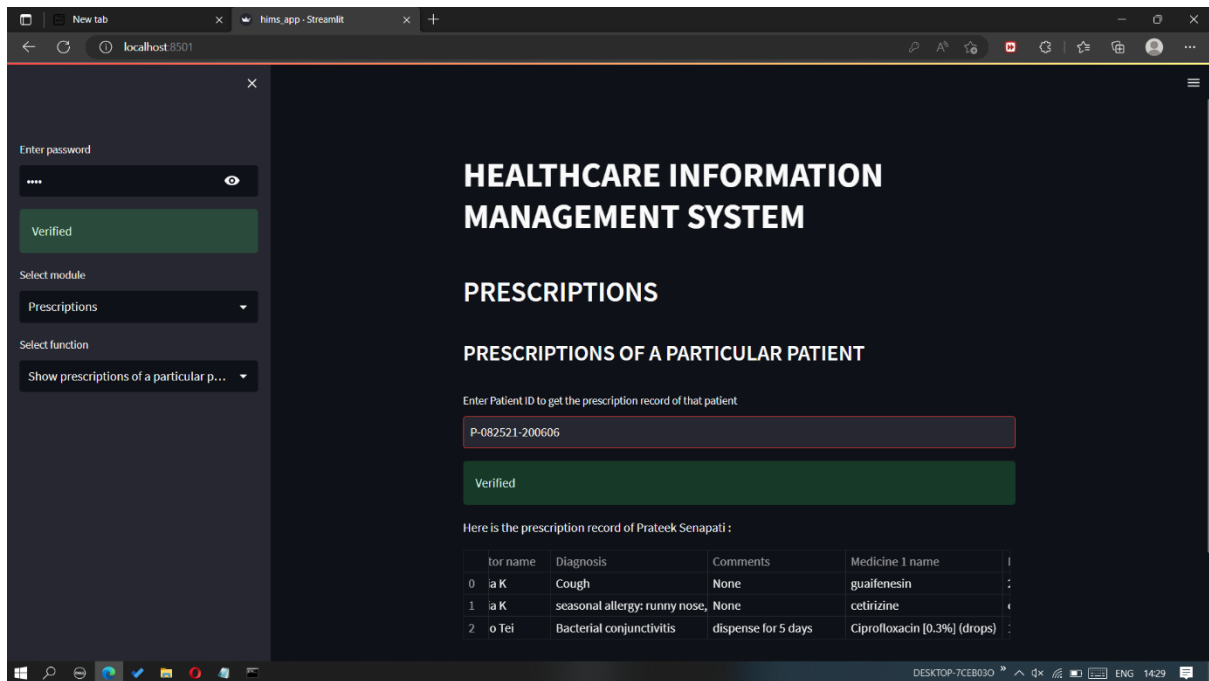 New tab
hims_app · Streamlit
localhost:8501
Enter password
••••
Verified
Select module
Prescriptions
Select function
Show prescriptions of a particular p...
HEALTHCARE INFORMATION
MANAGEMENT SYSTEM
PRESCRIPTIONS
PRESCRIPTIONS OF A PARTICULAR PATIENT
Enter Patient ID to get the prescription record of that patient
P-082521-200606
Verified
Here is the prescription record of Prateek Senapati :
tor name Diagnosis Comments Medicine 1 name
0 ia K Cough None guaifenesin
1 ia K seasonal allergy: runny nose, None cetirizine
2 o Tei Bacterial conjunctivitis dispense for 5 days Ciprofloxacin [0.3%] (drops)
DESKTOP-7CEB03O ENG 14:29